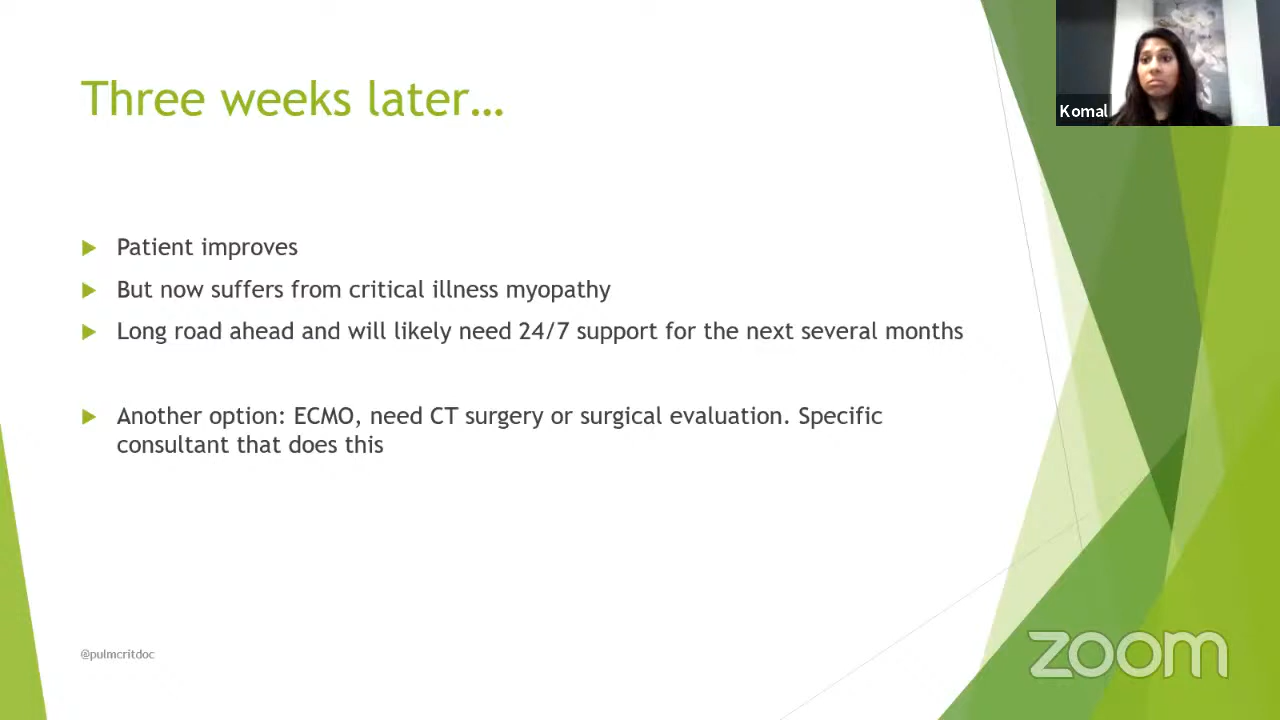 Three weeks later…
Komal
Patient improves
But now suffers from critical illness myopathy
Long road ahead and will likely need 24/7 support for the next several months
Another option: ECMO, need CT surgery or surgical evaluation. Specific
consultant that does this
@pulmcritdoc
zoom